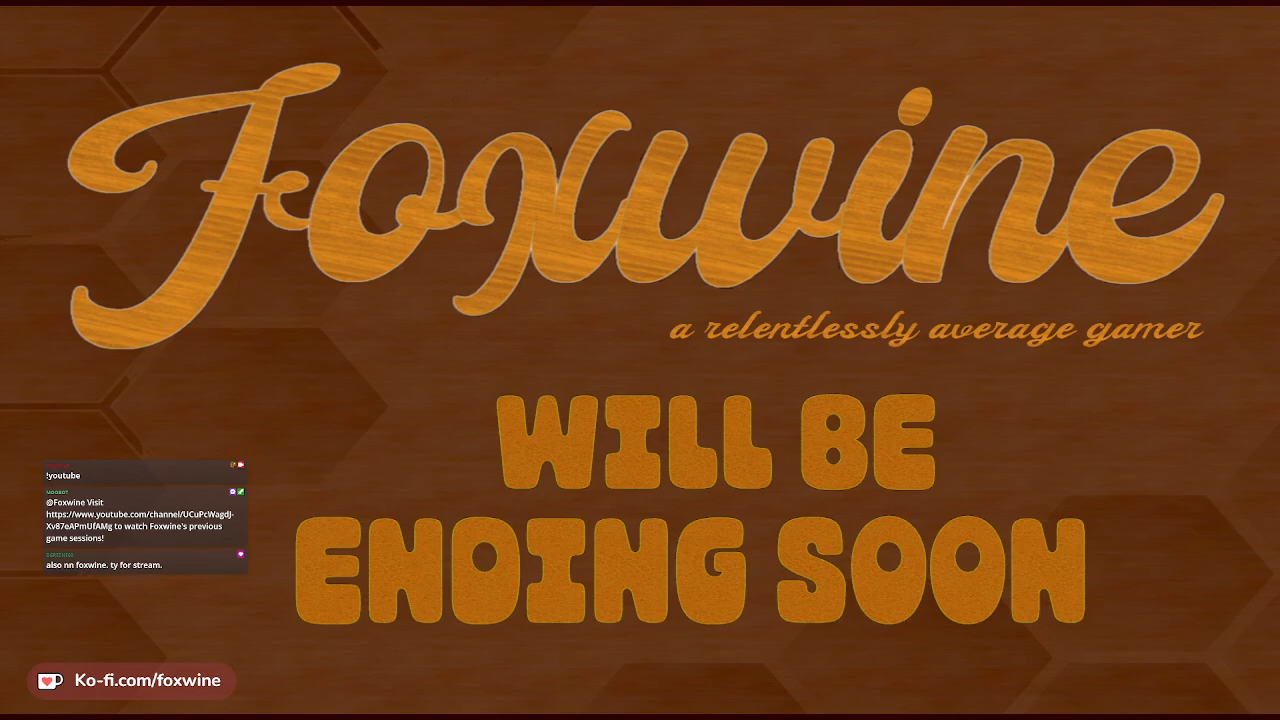 Foxwine
a relentlessly average gamer
WILL BE
ENDING SOON
!youtube
MOOBOT
@Foxwine Visit
https://www.youtube.com/channel/UCuPcWagdJ-
Xv87eAPmUfAMg to watch Foxwine's previous
game sessions!
also nn foxwine. ty for stream.
Ko-fi.com/foxwine